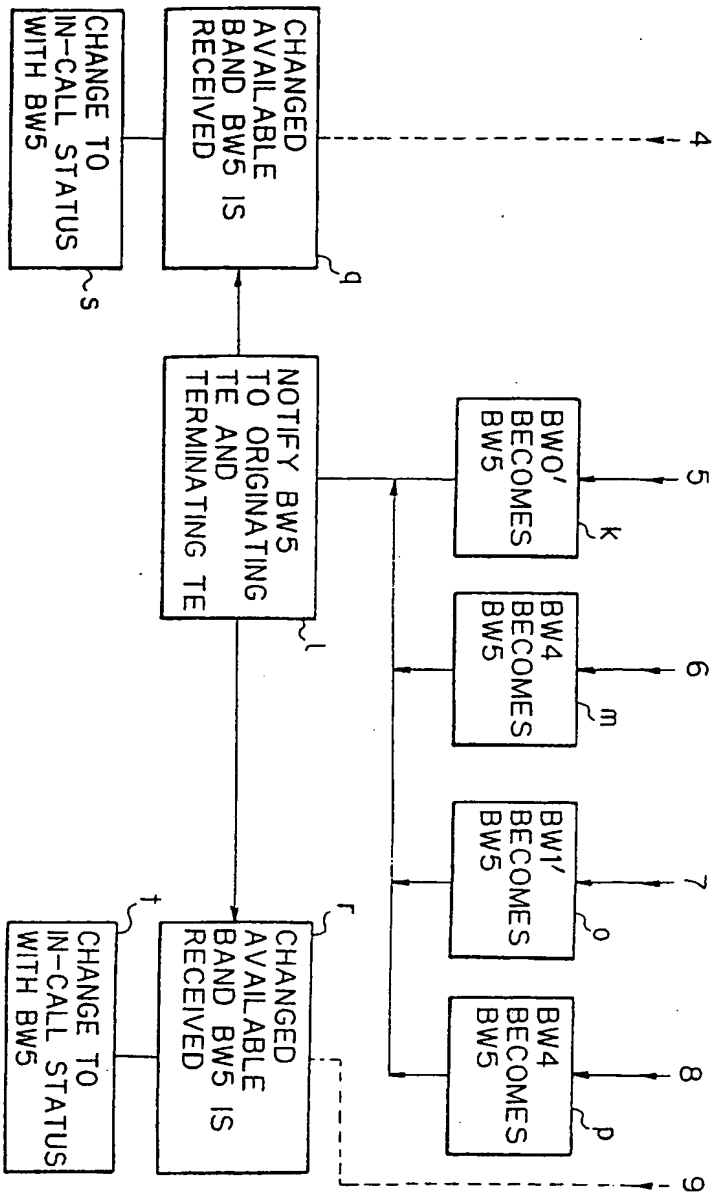 4
5
6
7
8
9
BW0'
BECOMES
BW5
k
BW4
BECOMES
BW5
m
BW1'
BECOMES
BW5
o
BW4
BECOMES
BW5
p
CHANGED
AVAILABLE
BAND BW5 IS
RECEIVED
q
NOTIFY BW5
TO ORIGINATING
TE AND
TERMINATING TE
l
CHANGED
AVAILABLE
BAND BW5 IS
RECEIVED
r
CHANGE TO
IN-CALL STATUS
WITH BW5
s
CHANGE TO
IN-CALL STATUS
WITH BW5
t